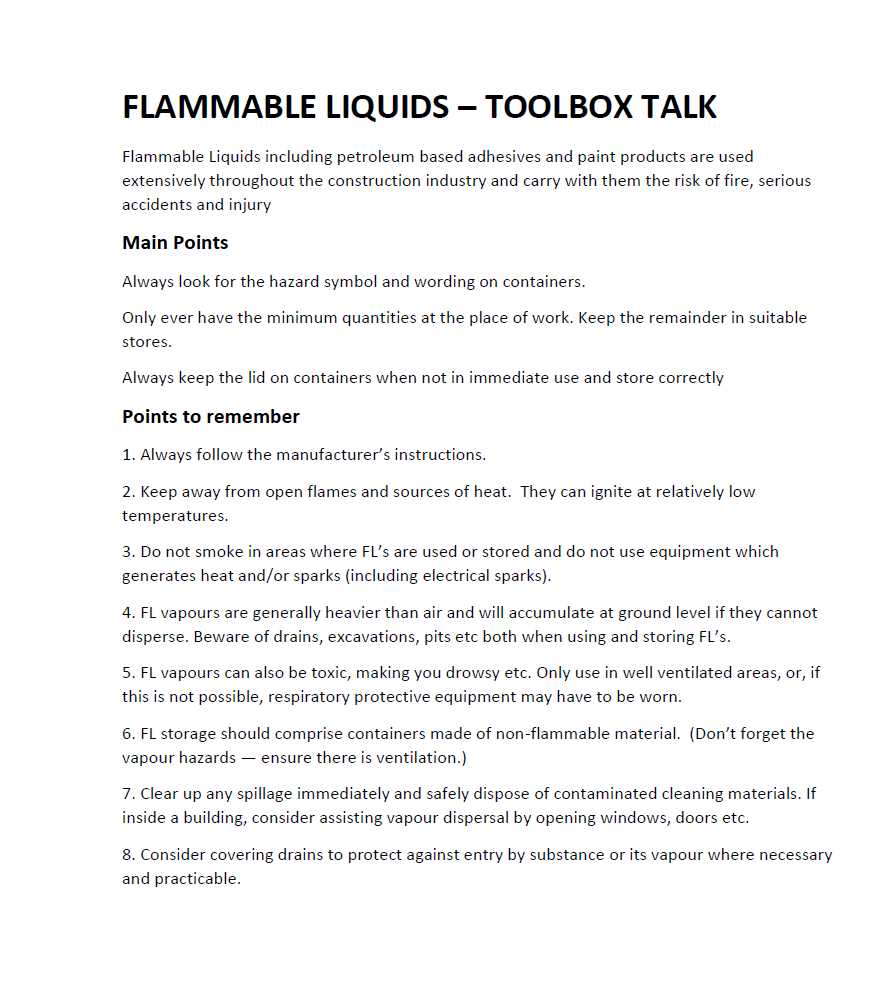 FLAMMABLE LIQUIDS – TOOLBOX TALK
Flammable Liquids including petroleum based adhesives and paint products are used
extensively throughout the construction industry and carry with them the risk of fire, serious
accidents and injury
Main Points
Always look for the hazard symbol and wording on containers.
Only ever have the minimum quantities at the place of work. Keep the remainder in suitable
stores.
Always keep the lid on containers when not in immediate use and store correctly
Points to remember
1. Always follow the manufacturer’s instructions.
2. Keep away from open flames and sources of heat.  They can ignite at relatively low
temperatures.
3. Do not smoke in areas where FL’s are used or stored and do not use equipment which
generates heat and/or sparks (including electrical sparks).
4. FL vapours are generally heavier than air and will accumulate at ground level if they cannot
disperse. Beware of drains, excavations, pits etc both when using and storing FL’s.
5. FL vapours can also be toxic, making you drowsy etc. Only use in well ventilated areas, or, if
this is not possible, respiratory protective equipment may have to be worn.
6. FL storage should comprise containers made of non-flammable material.  (Don’t forget the
vapour hazards — ensure there is ventilation.)
7. Clear up any spillage immediately and safely dispose of contaminated cleaning materials. If
inside a building, consider assisting vapour dispersal by opening windows, doors etc.
8. Consider covering drains to protect against entry by substance or its vapour where necessary
and practicable.